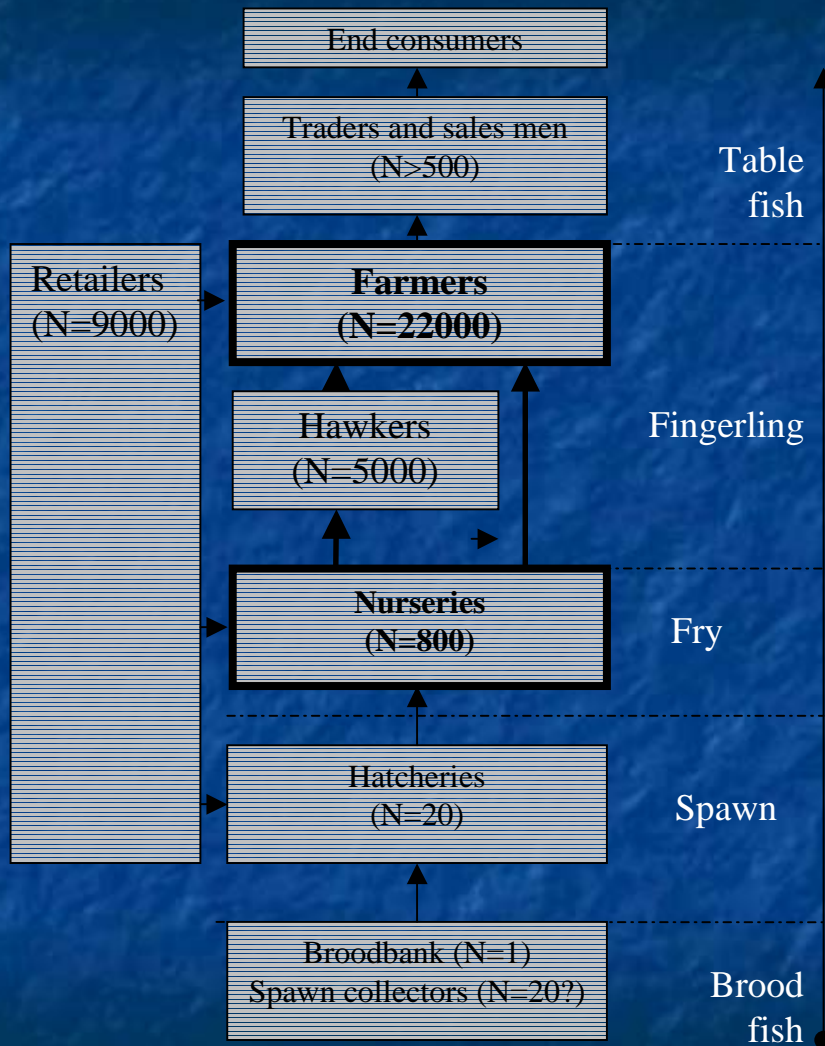 End consumers
Traders and sales men
(N>500)
Table
fish
Retailers
(N=9000)
Farmers
(N=22000)
Hawkers
(N=5000)
Fingerling
Nurseries
(N=800)
Fry
Hatcheries
(N=20)
Spawn
Broodbank (N=1)
Spawn collectors (N=20?)
Brood
fish